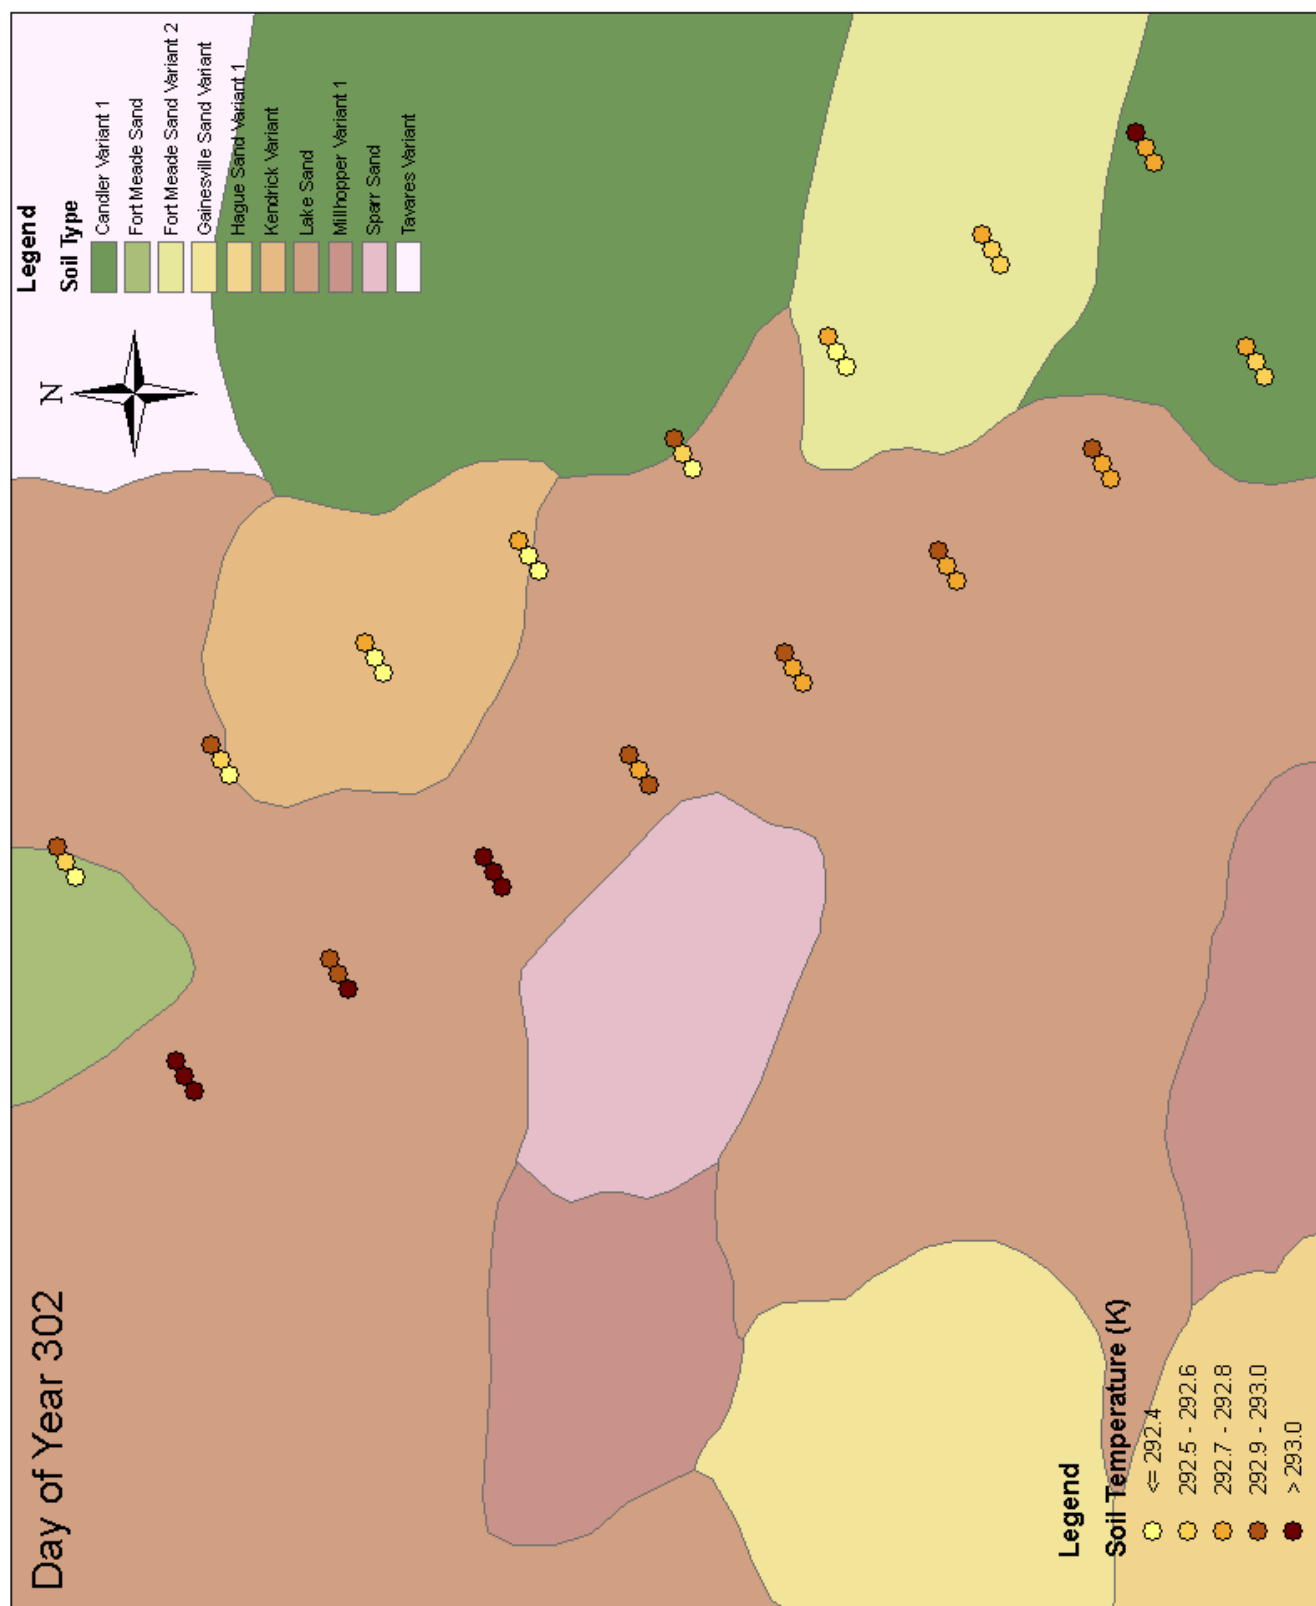 Day of Year 302
N
Legend
Soil Type
Candler Variant 1
Fort Meade Sand
Fort Meade Sand Variant 2
Gainesville Sand Variant
Hague Sand Variant 1
Kendrick Variant
Lake Sand
Millhopper Variant 1
Sparr Sand
Tavares Variant
Legend
Soil Temperature (K)
<= 292.4
292.5 - 292.6
292.7 - 292.8
292.9 - 293.0
> 293.0